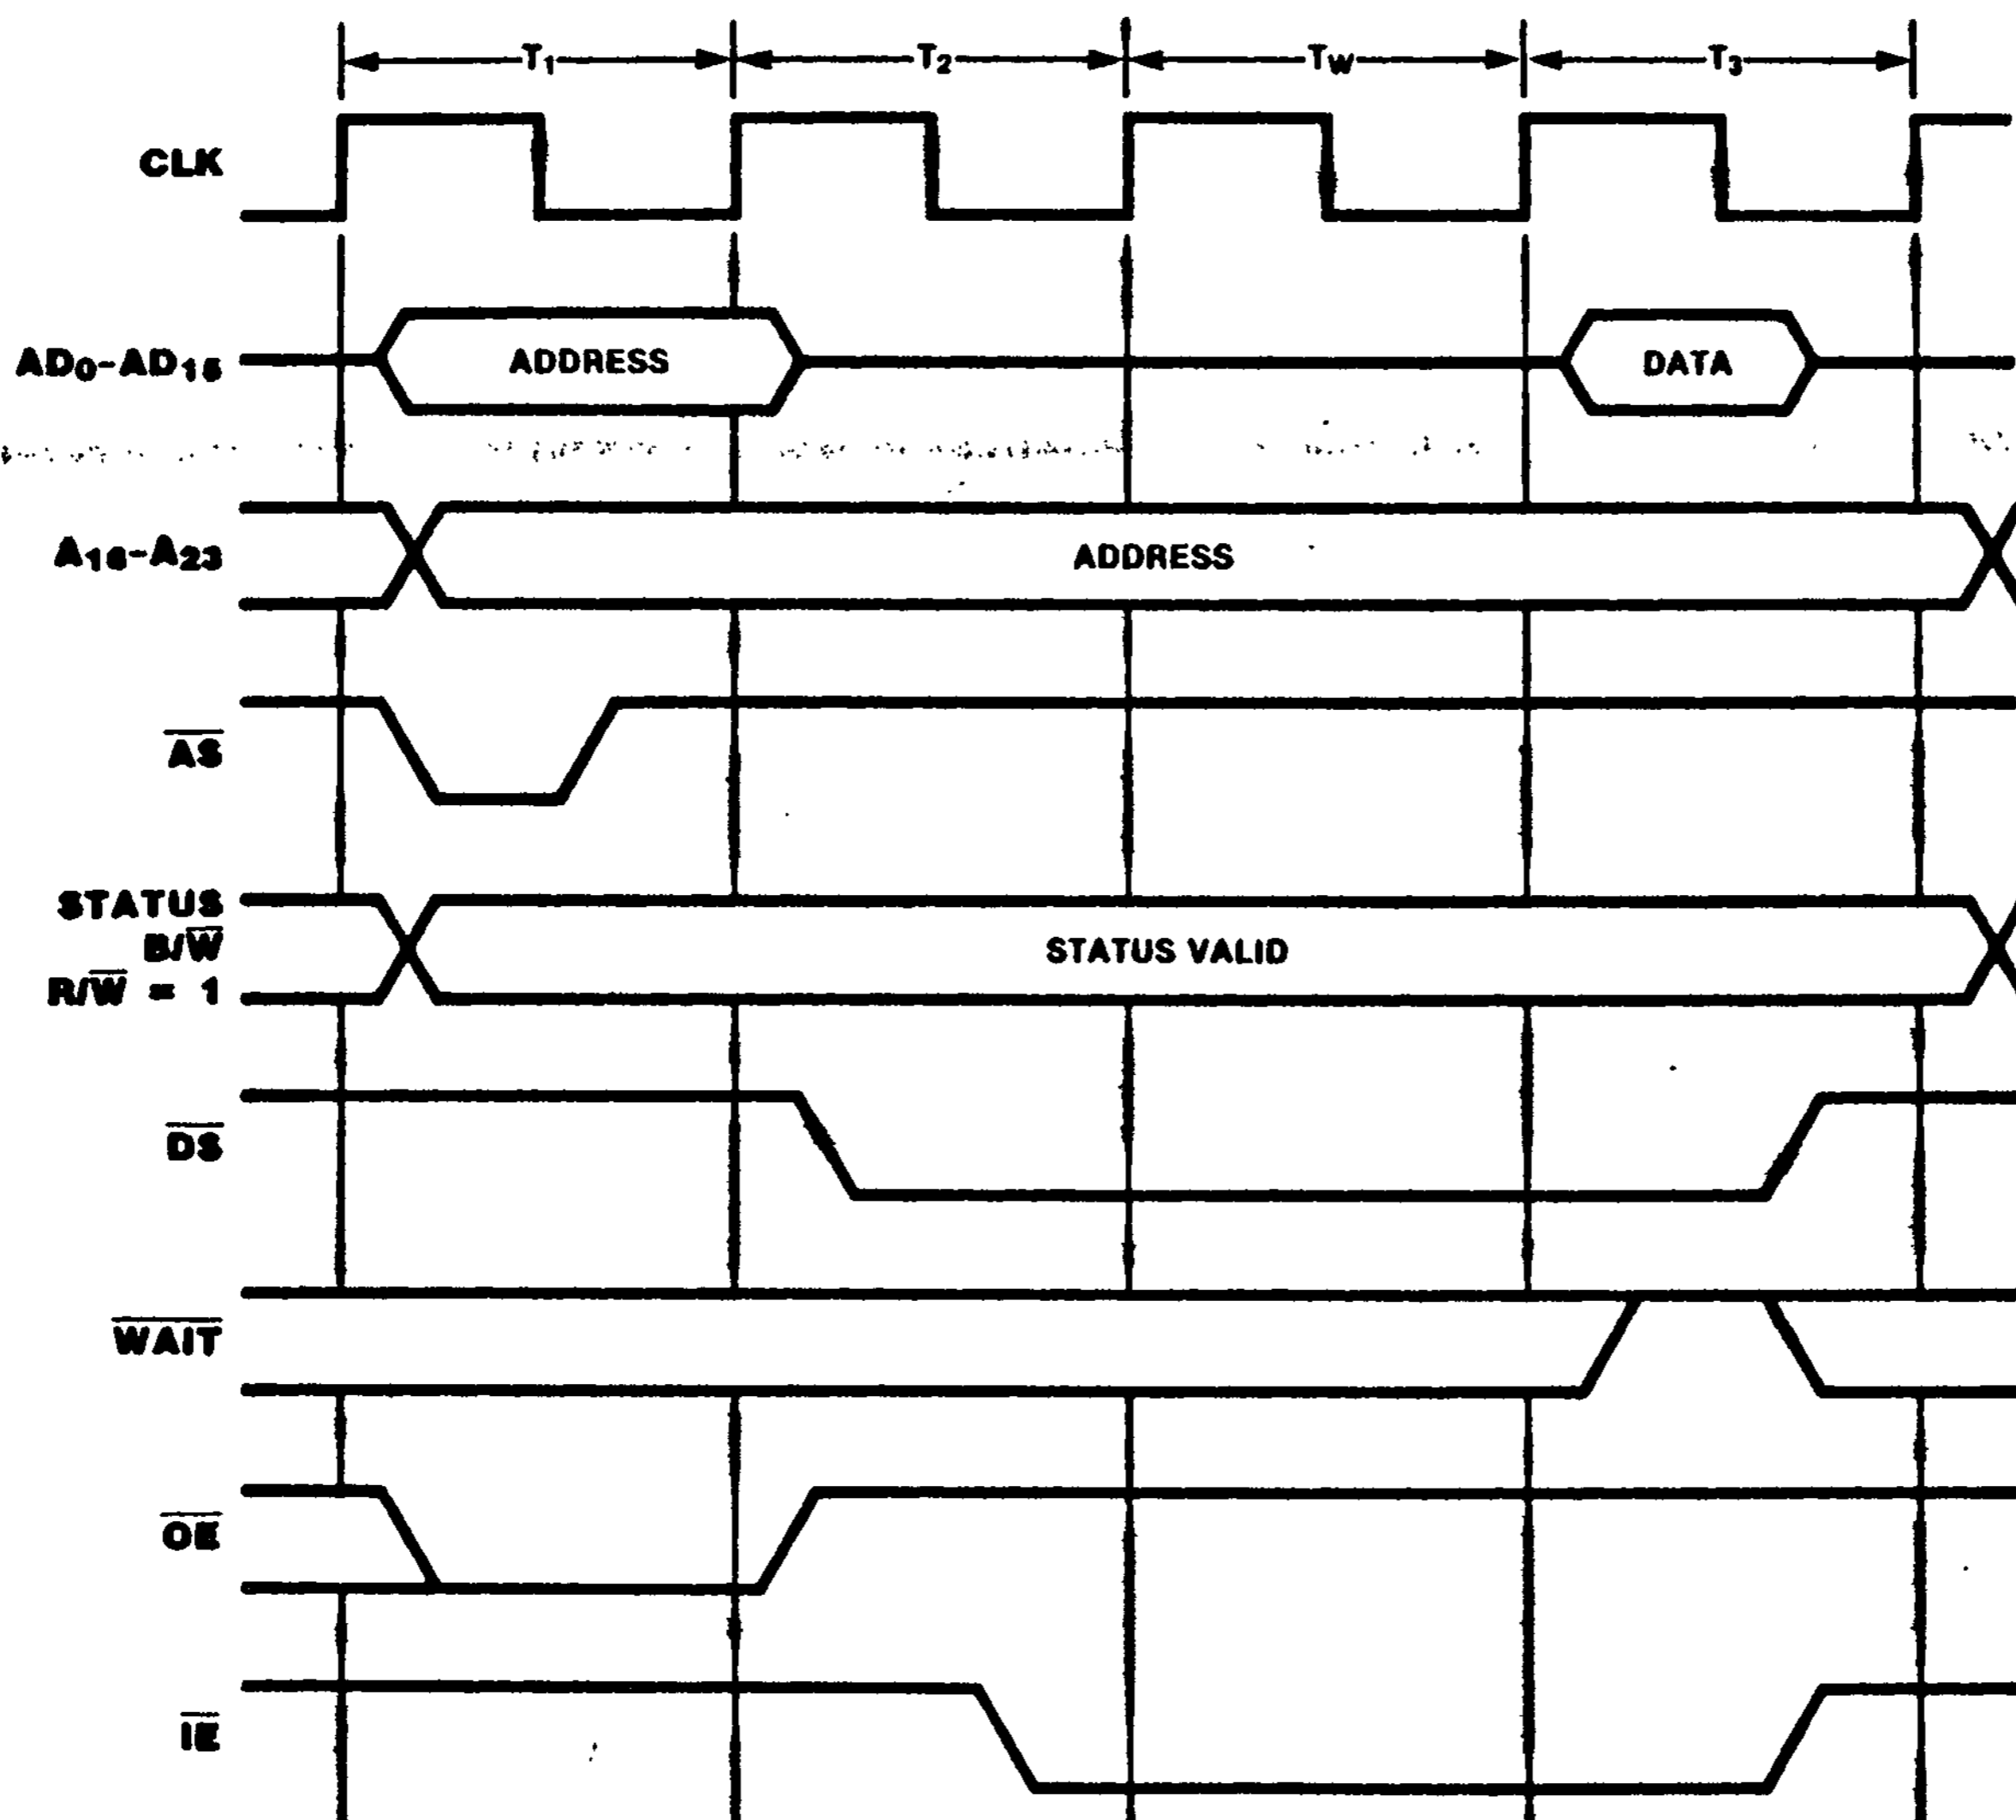 T1 T2 TW T3
CLK
AD0-AD15 ADDRESS DATA
A16-A23 ADDRESS
AS
STATUS
B/W STATUS VALID
R/W = 1
DS
WAIT
OE
IE